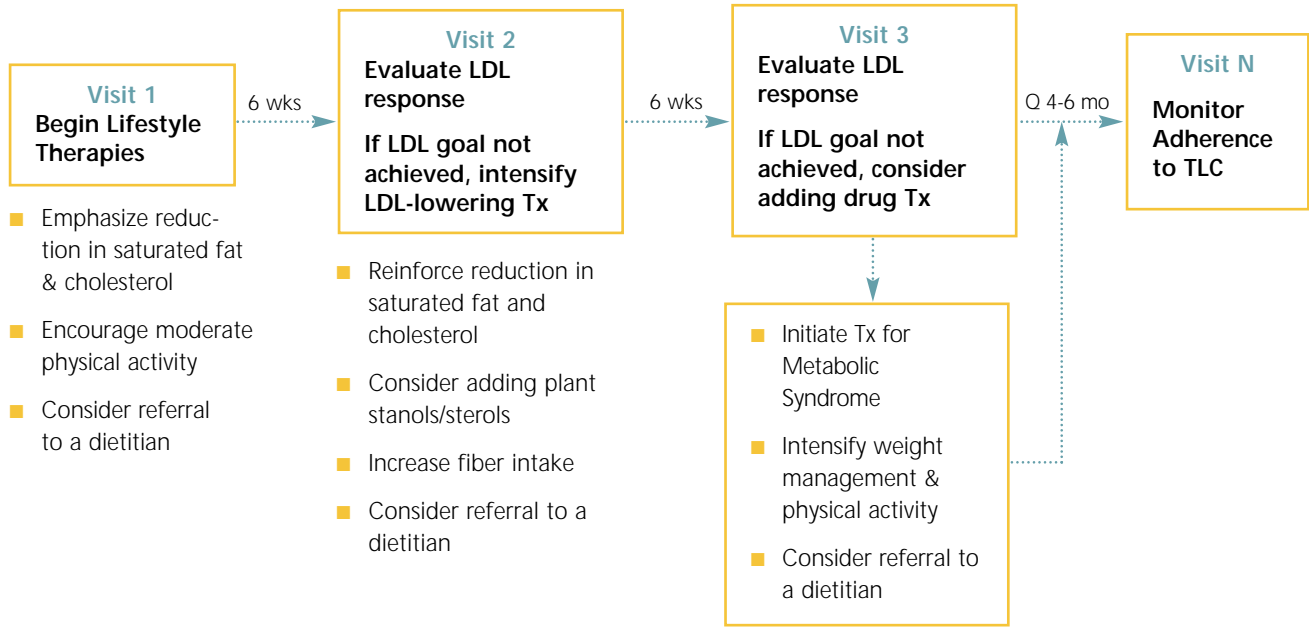 Visit 1
Begin Lifestyle
Therapies
Emphasize reduc-
tion in saturated fat
& cholesterol
Encourage moderate
physical activity
Consider referral
to a dietitian
6 wks
Visit 2
Evaluate LDL
response
If LDL goal not
achieved, intensify
LDL-lowering Tx
Reinforce reduction in
saturated fat and
cholesterol
Consider adding plant
stanols/sterols
Increase fiber intake
Consider referral to a
dietitian
6 wks
Visit 3
Evaluate LDL
response
If LDL goal not
achieved, consider
adding drug Tx
Initiate Tx for
Metabolic
Syndrome
Intensify weight
management &
physical activity
Consider referral to
a dietitian
Q 4-6 mo
Visit N
Monitor
Adherence
to TLC